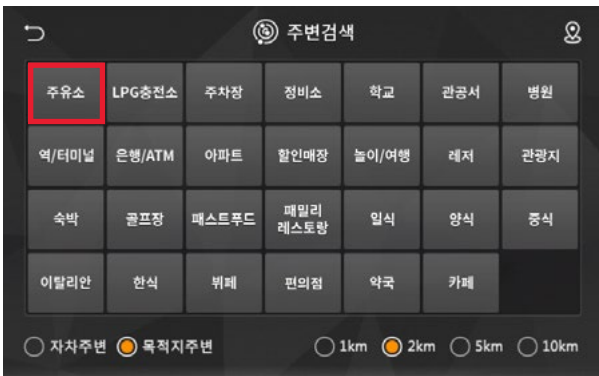 주변검색
주유소 LPG충전소 주차장 정비소 학교 관공서 병원
역/터미널 은행/ATM 아파트 할인매장 놀이/여행 레저 관광지
숙박 골프장 패스트푸드 패밀리 레스토랑 일식 양식 중식
이탈리안 한식 뷔페 편의점 약국 카페
자차주변 목적지주변 1km 2km 5km 10km